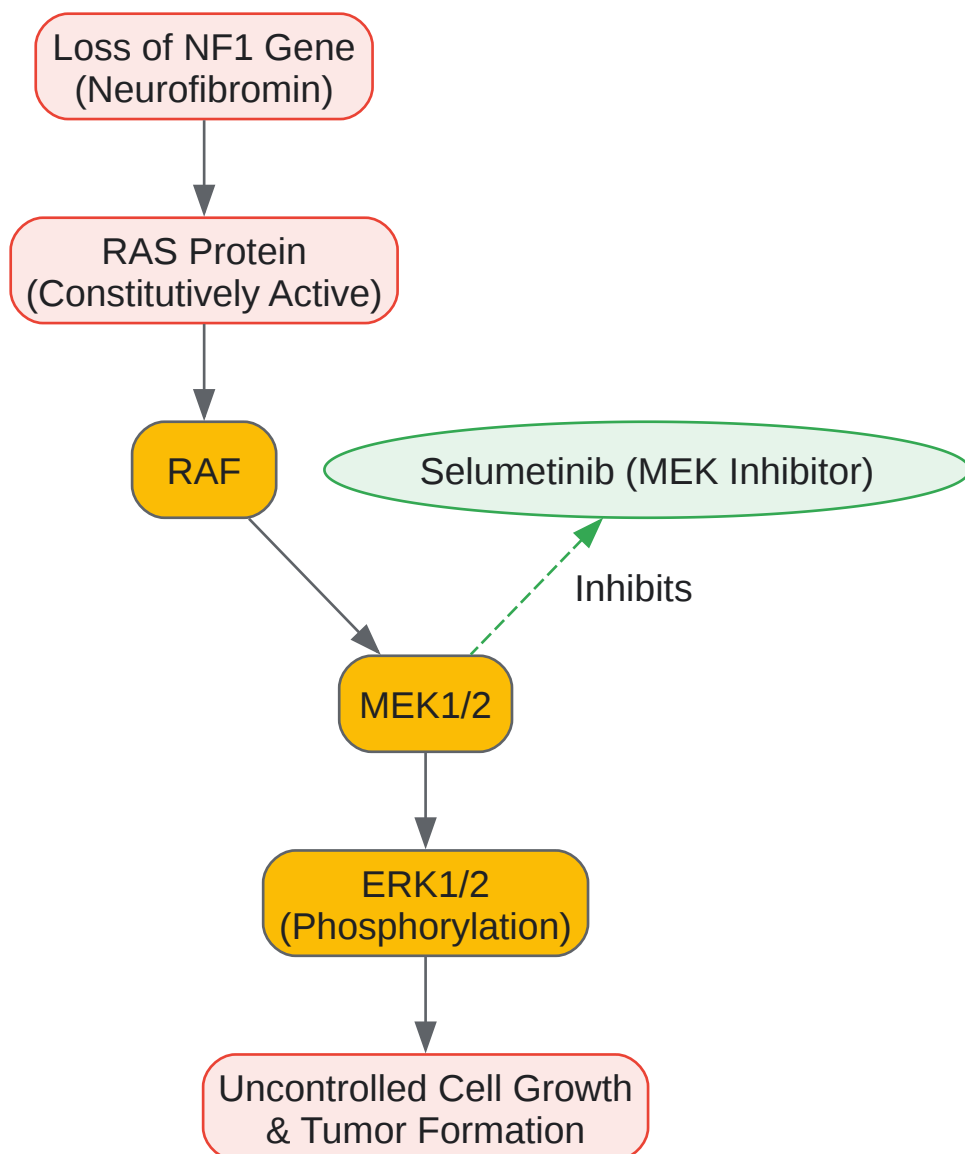 Loss of NF1 Gene
(Neurofibromin)
RAS Protein
(Constitutively Active)
RAF
Selumetinib (MEK Inhibitor)
Inhibits
MEK1/2
ERK1/2
(Phosphorylation)
Uncontrolled Cell Growth
& Tumor Formation